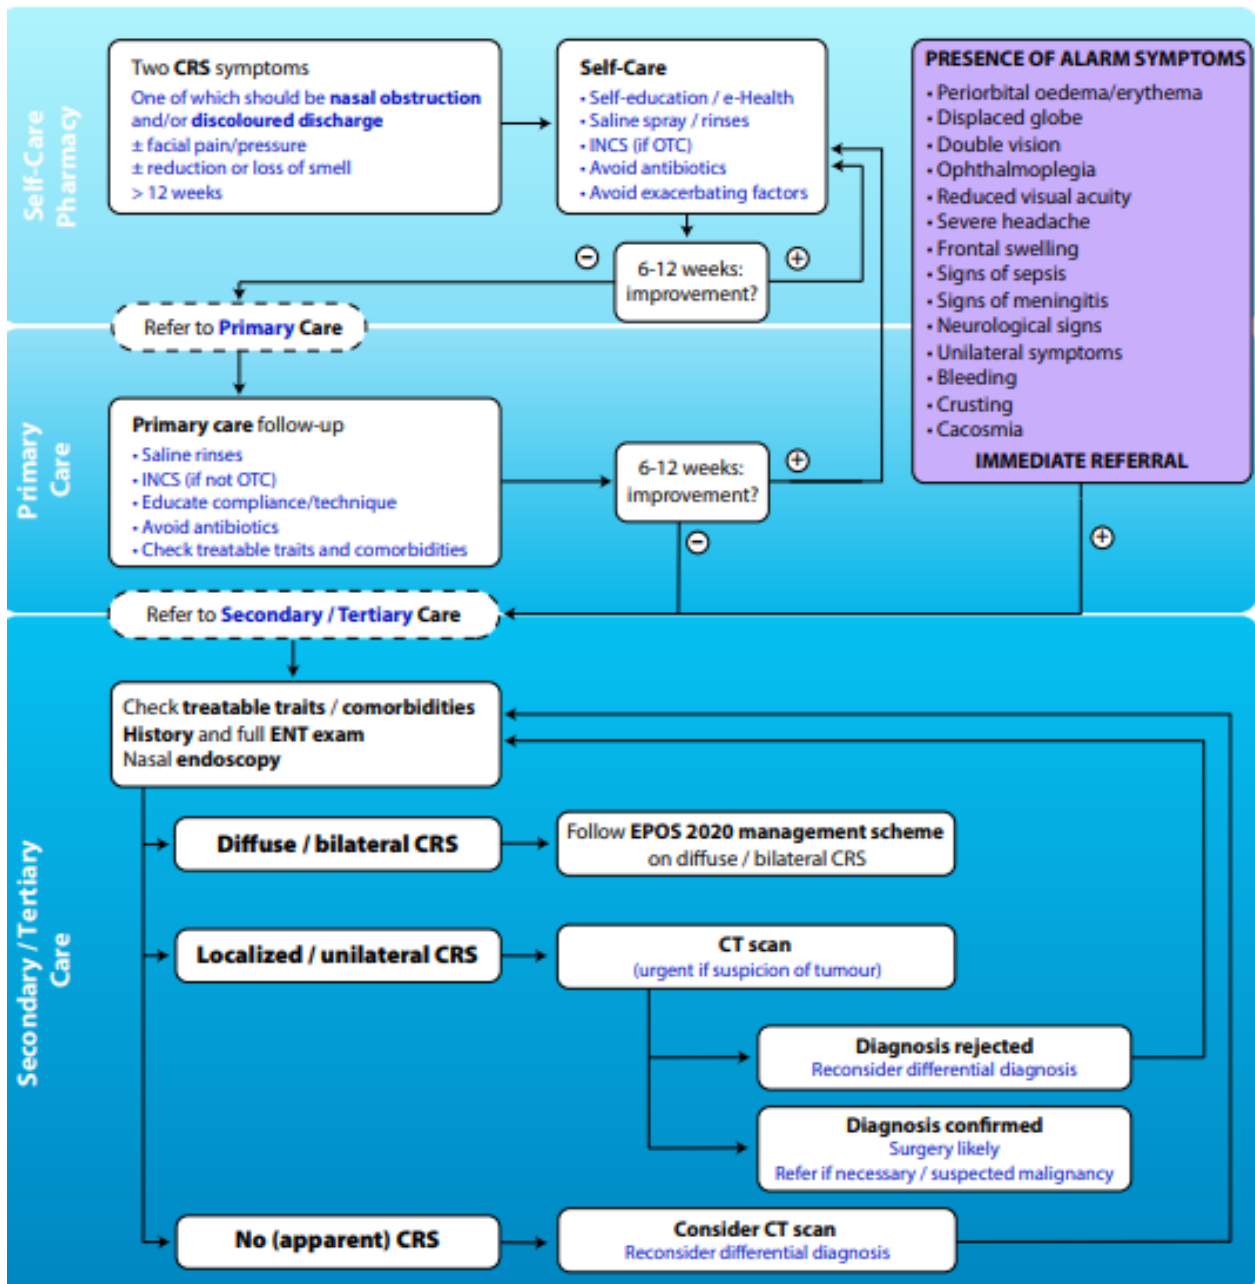 Self-Care
Pharmacy
Two CRS symptoms
One of which should be nasal obstruction
and/or discoloured discharge
± facial pain/pressure
± reduction or loss of smell
> 12 weeks
Self-Care
• Self-education / e-Health
• Saline spray / rinses
• INCS (if OTC)
• Avoid antibiotics
• Avoid exacerbating factors
−
6-12 weeks:
improvement?
+
PRESENCE OF ALARM SYMPTOMS
• Periorbital oedema/erythema
• Displaced globe
• Double vision
• Ophthalmoplegia
• Reduced visual acuity
• Severe headache
• Frontal swelling
• Signs of sepsis
• Signs of meningitis
• Neurological signs
• Unilateral symptoms
• Bleeding
• Crusting
• Cacosmia
IMMEDIATE REFERRAL
+
Refer to Primary Care
Primary
Care
Primary care follow-up
• Saline rinses
• INCS (if not OTC)
• Educate compliance/technique
• Avoid antibiotics
• Check treatable traits and comorbidities
6-12 weeks:
improvement?
+
−
Refer to Secondary / Tertiary Care
Secondary / Tertiary
Care
Check treatable traits / comorbidities
History and full ENT exam
Nasal endoscopy
Diffuse / bilateral CRS
Follow EPOS 2020 management scheme
on diffuse / bilateral CRS
Localized / unilateral CRS
CT scan
(urgent if suspicion of tumour)
Diagnosis rejected
Reconsider differential diagnosis
Diagnosis confirmed
Surgery likely
Refer if necessary / suspected malignancy
No (apparent) CRS
Consider CT scan
Reconsider differential diagnosis